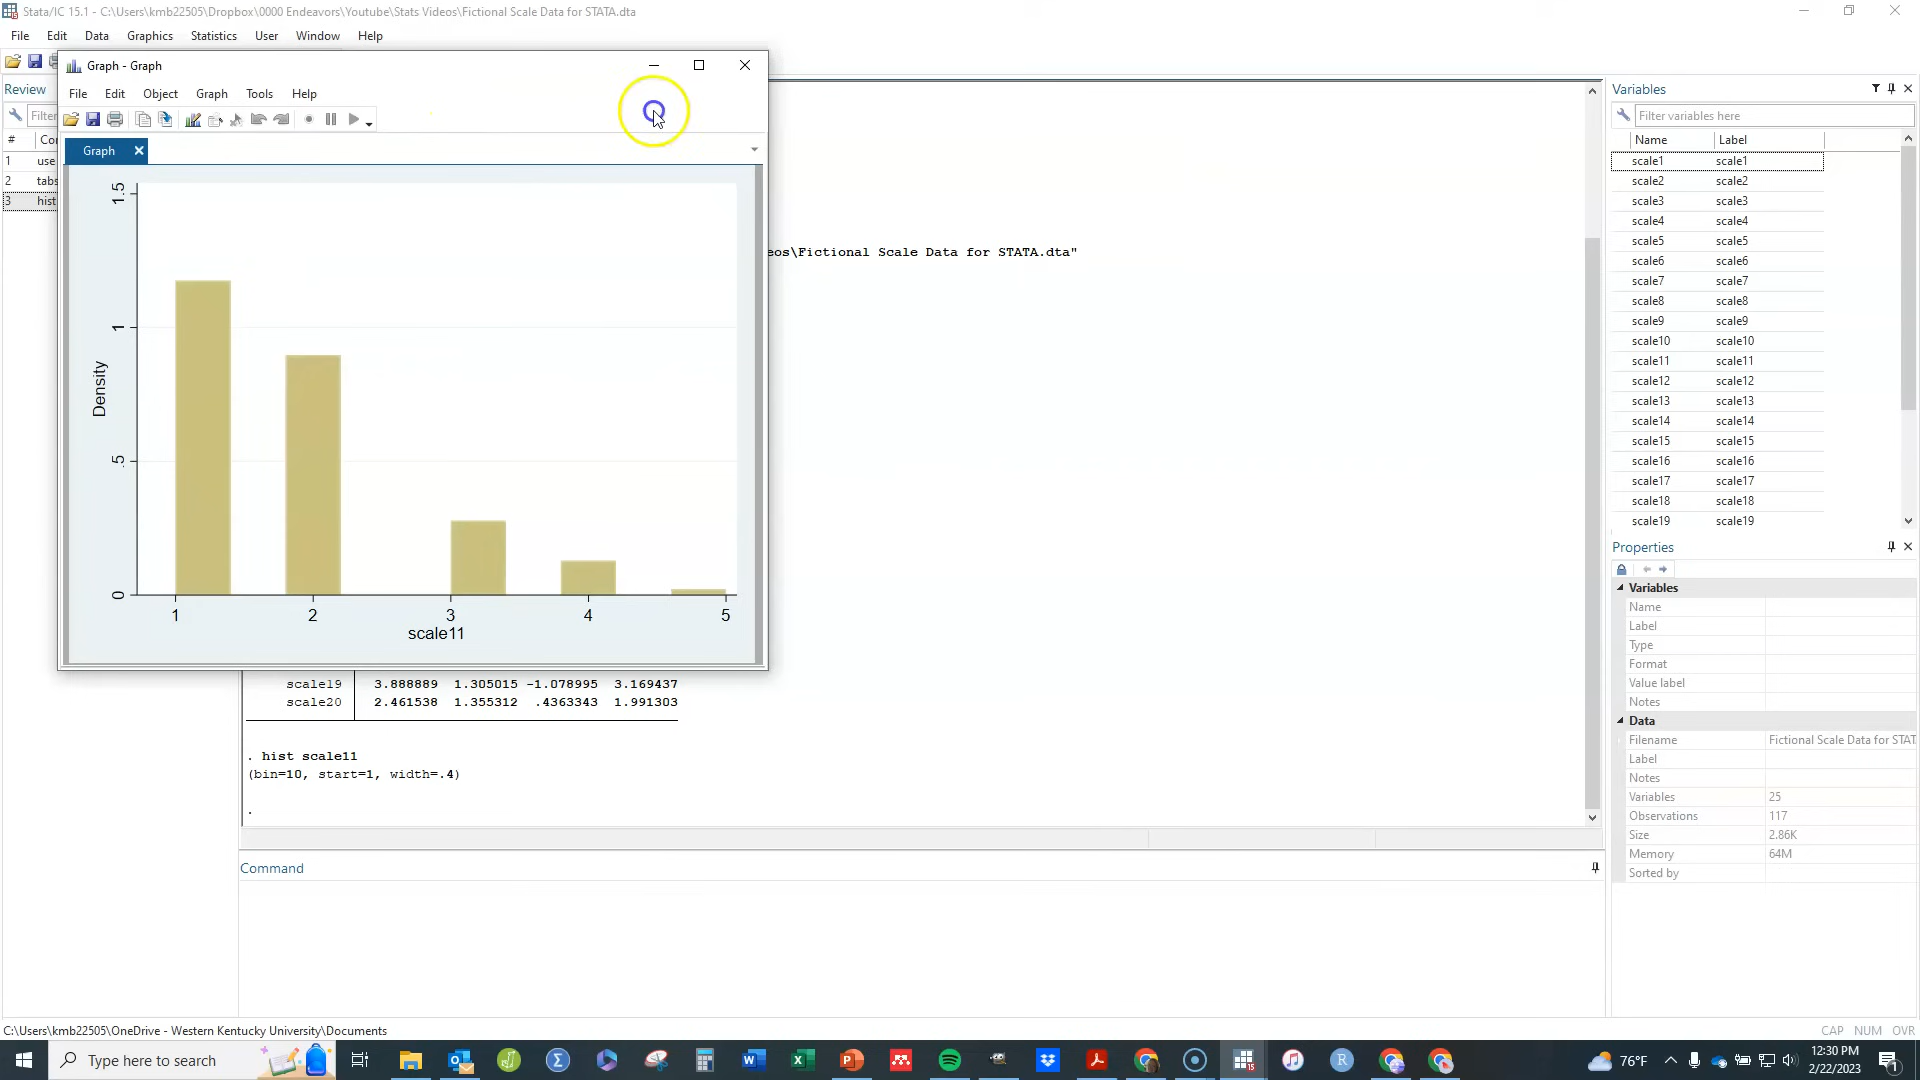 Stata/IC 15.1 - C:\Users\kmb22505\Dropbox\0000 Endeavors\Youtube\Stats Videos\Fictional Scale Data for STATA.dta
File Edit Data Graphics Statistics User Window Help
Review
Filter
# Co
1 use
2 tabs
3 hist
Graph - Graph
File Edit Object Graph Tools Help
Graph
1.5
1
.5
0
Density
1 2 3 4 5
scale11
eos\Fictional Scale Data for STATA.dta"
scale19 3.888889 1.305015 -1.078995 3.169437
scale20 2.461538 1.355312 .4363343 1.991303
. hist scale11
(bin=10, start=1, width=.4)
.
Command
Variables
Filter variables here
Name Label
scale1 scale1
scale2 scale2
scale3 scale3
scale4 scale4
scale5 scale5
scale6 scale6
scale7 scale7
scale8 scale8
scale9 scale9
scale10 scale10
scale11 scale11
scale12 scale12
scale13 scale13
scale14 scale14
scale15 scale15
scale16 scale16
scale17 scale17
scale18 scale18
scale19 scale19
Properties
Variables
Name
Label
Type
Format
Value label
Notes
Data
Filename Fictional Scale Data for STAT
Label
Notes
Variables 25
Observations 117
Size 2.86K
Memory 64M
Sorted by
C:\Users\kmb22505\OneDrive - Western Kentucky University\Documents
CAP NUM OVR
Type here to search
76°F
12:30 PM
2/22/2023